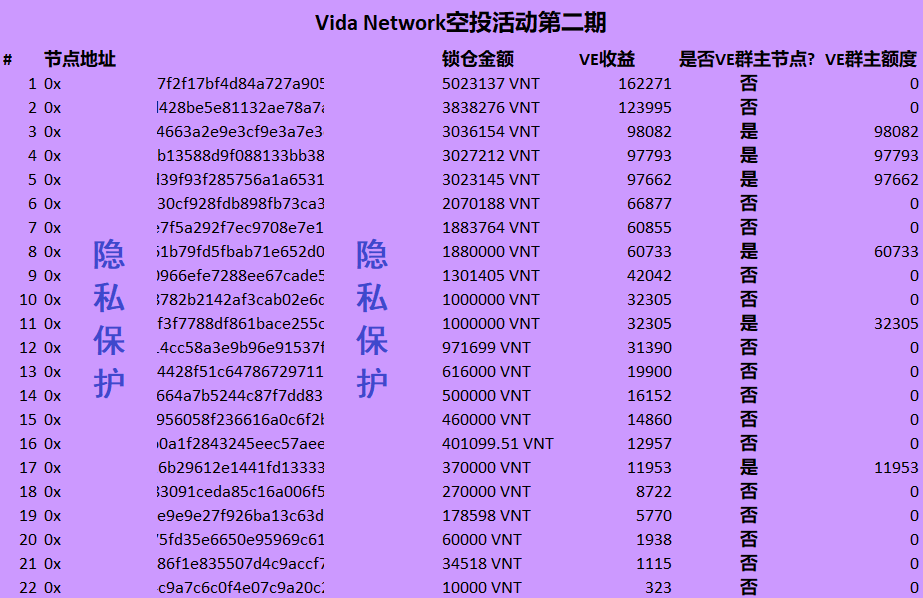 Vida Network空投活动第二期
# 节点地址 锁仓金额 VE收益 是否VE群主节点? VE群主额度
1 0x 7f2f17bf4d84a727a905 5023137 VNT 162271 否 0
2 0x d428be5e81132ae78a7a 3838276 VNT 123995 否 0
3 0x 4663a2e9e3cf9e3a7e3 3036154 VNT 98082 是 98082
4 0x b13588d9f088133bb38 3027212 VNT 97793 是 97793
5 0x d39f93f285756a1a6531 3023145 VNT 97662 是 97662
6 0x 30cf928fdb898fb73ca3 2070188 VNT 66877 否 0
7 0x e7f5a292f7ec9708e7e1 1883764 VNT 60855 否 0
8 0x 51b79fd5fbab71e652d0 1880000 VNT 60733 是 60733
9 0x 0966efe7288ee67cade5 1301405 VNT 42042 否 0
10 0x 3782b2142af3cab02e6c 1000000 VNT 32305 否 0
11 0x f3f7788df861bace255c 1000000 VNT 32305 是 32305
12 0x 14cc58a3e9b96e91537f 971699 VNT 31390 否 0
13 0x 4428f51c64786729711 616000 VNT 19900 否 0
14 0x 664a7b5244c87f7dd83 500000 VNT 16152 否 0
15 0x 956058f236616a0c6f2b 460000 VNT 14860 否 0
16 0x b0a1f2843245eec57aee 401099.51 VNT 12957 否 0
17 0x 6b29612e1441fd13333 370000 VNT 11953 是 11953
18 0x 33091ceda85c16a006f5 270000 VNT 8722 否 0
19 0x e9e9e27f926ba13c63d 178598 VNT 5770 否 0
20 0x 75fd35e6650e95969c61 60000 VNT 1938 否 0
21 0x 86f1e835507d4c9accf7 34518 VNT 1115 否 0
22 0x c9a7c6c0f4e07c9a20c2 10000 VNT 323 否 0
隐私保护
隐私保护